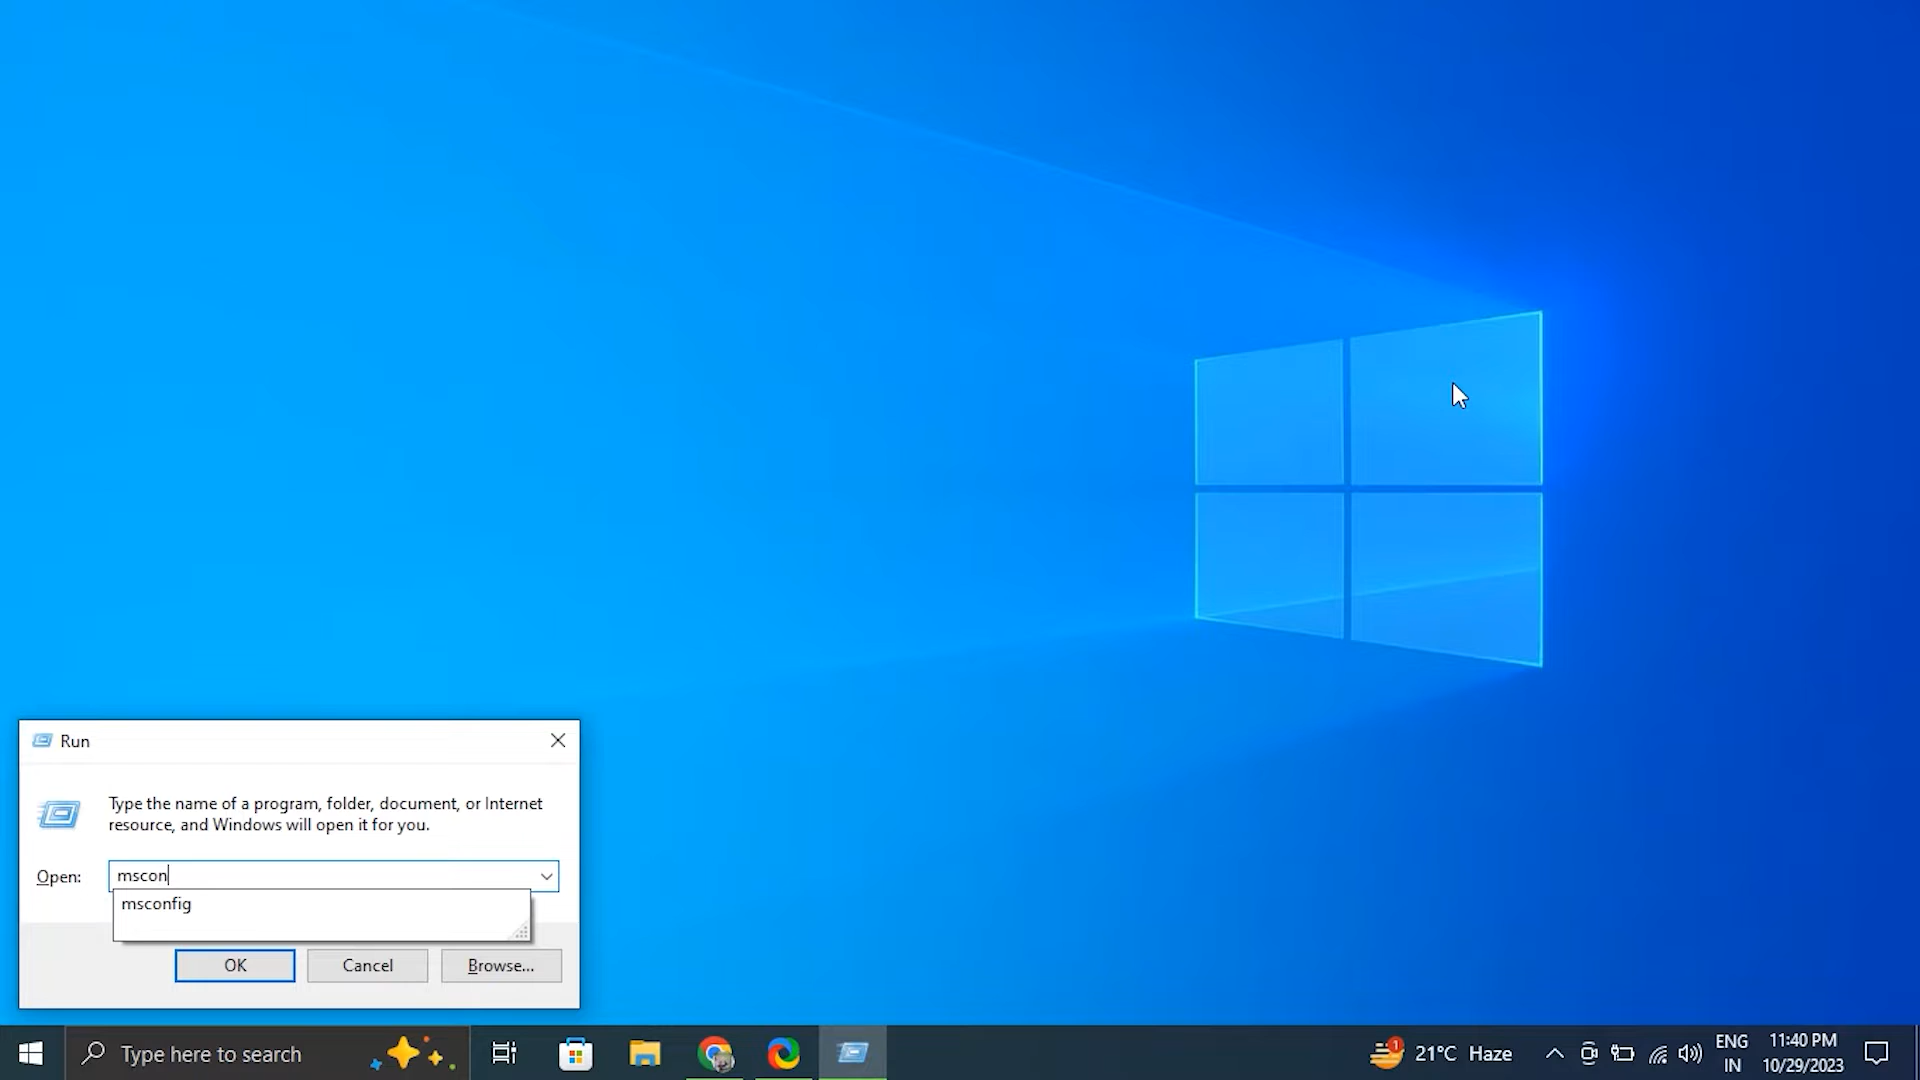 Run
Type the name of a program, folder, document, or Internet
resource, and Windows will open it for you.
Open: mscon
msconfig
OK Cancel Browse...
Type here to search
1 21°C Haze
ENG
IN
11:40 PM
10/29/2023